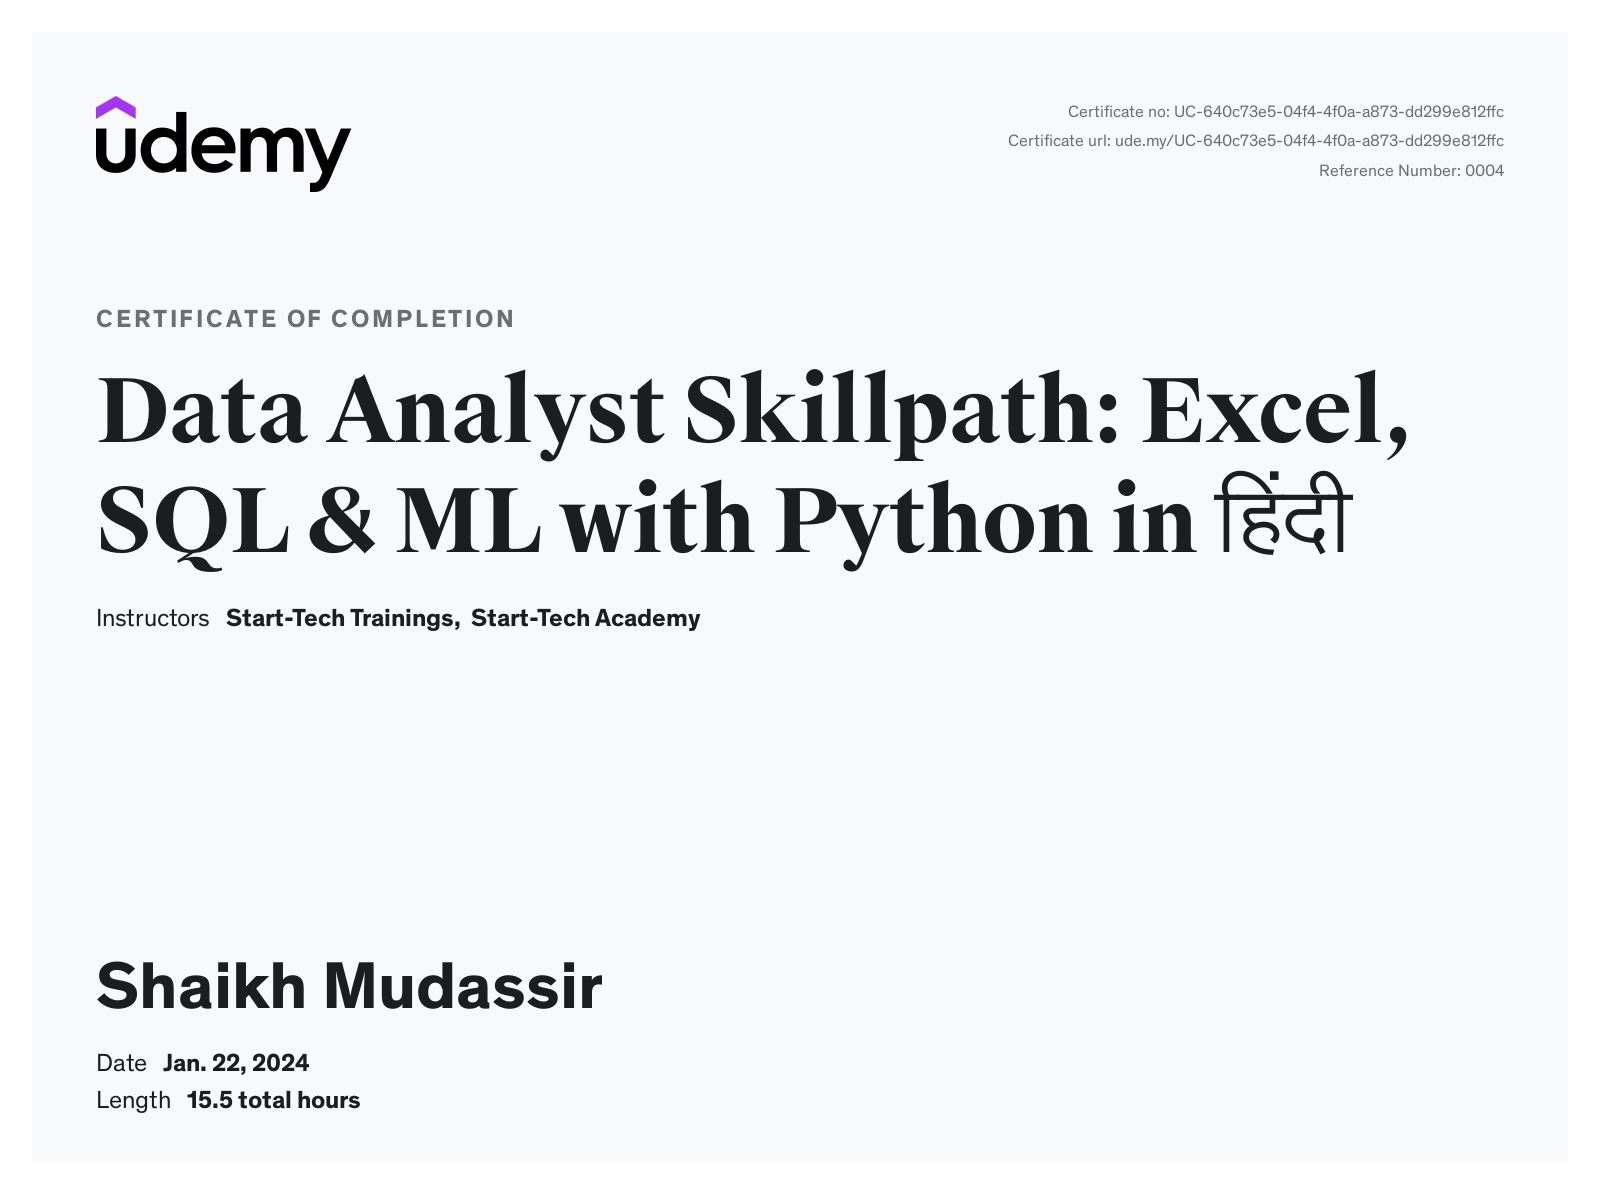 udemy
Certificate no: UC-640c73e5-04f4-4f0a-a873-dd299e812ffc
Certificate url: ude.my/UC-640c73e5-04f4-4f0a-a873-dd299e812ffc
Reference Number: 0004
CERTIFICATE OF COMPLETION
Data Analyst Skillpath: Excel,
SQL & ML with Python in हिंदी
Instructors Start-Tech Trainings, Start-Tech Academy
Shaikh Mudassir
Date Jan. 22, 2024
Length 15.5 total hours